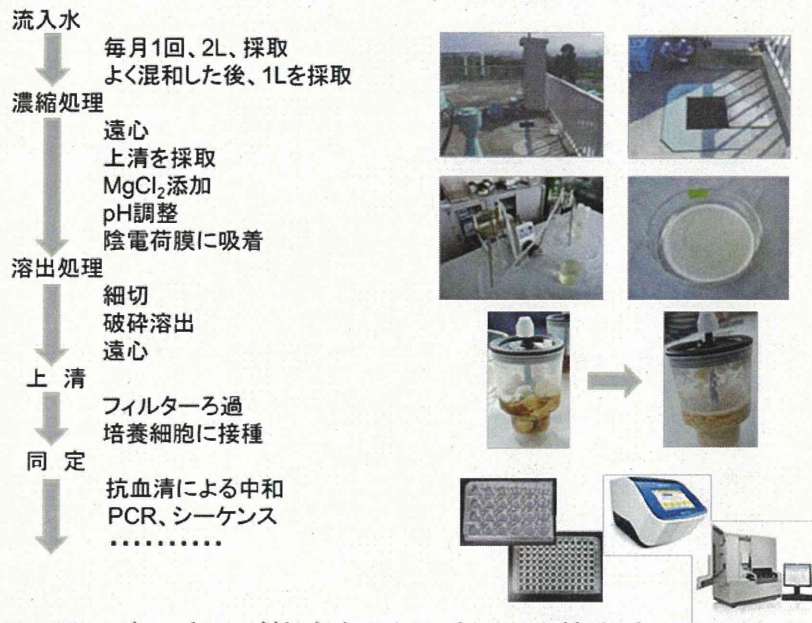 流入水
毎月1回、2L、採取
よく混和した後、1Lを採取
濃縮処理
遠心
上清を採取
MgCl₂添加
pH調整
陰電荷膜に吸着
溶出処理
細切
破砕溶出
遠心
上 清
フィルターろ過
培養細胞に接種
同 定
抗血清による中和
PCR、シーケンス
‥‥‥‥‥